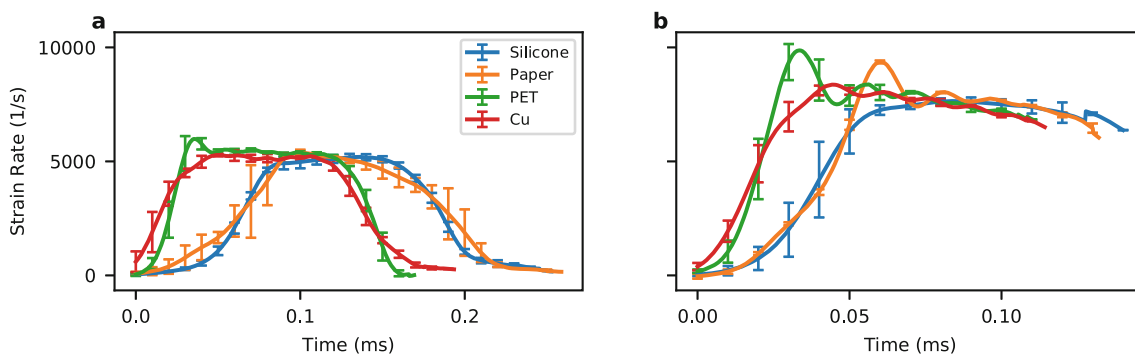 a
b
10000
5000
0
Strain Rate (1/s)
Silicone
Paper
PET
Cu
0.0
0.1
0.2
Time (ms)
0.00
0.05
0.10
Time (ms)